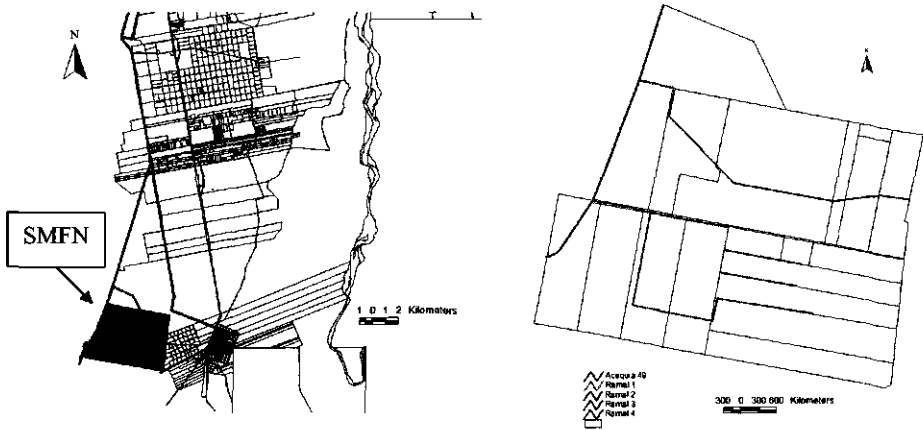 N
SMFN
1 0 1 2 Kilometers
N
Acequia 49
Ramal 1
Ramal 2
Ramal 3
Ramal 4
300 0 300 600 Kilometers